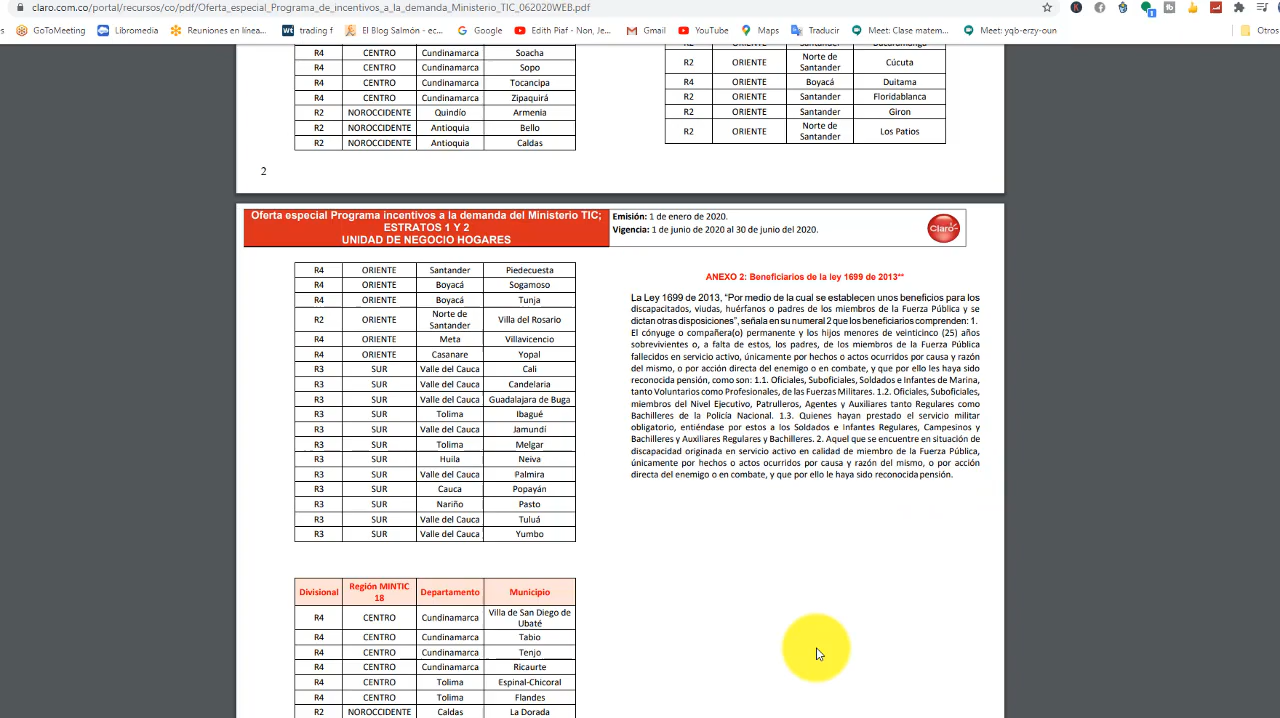 claro.com.co/portal/recursos/co/pdf/Oferta_especial_Programa_de_incentivos_a_la_demanda_Ministerio_TIC_062020WEB.pdf
s GoToMeeting Libromedia Reuniones en línea... trading f El Blog Salmón - ec... Google Edith Piaf - Non, Je... Gmail YouTube Maps Traducir Meet: Clase matem... Meet: yqb-erzy-oun Otros
R4 CENTRO Cundinamarca Soacha
R4 CENTRO Cundinamarca Sopo
R4 CENTRO Cundinamarca Tocancipa
R4 CENTRO Cundinamarca Zipaquirá
R2 NOROCCIDENTE Quindío Armenia
R2 NOROCCIDENTE Antioquia Bello
R2 NOROCCIDENTE Antioquia Caldas
R2 ORIENTE Norte de Santander Cúcuta
R4 ORIENTE Boyacá Duitama
R2 ORIENTE Santander Floridablanca
R2 ORIENTE Santander Giron
R2 ORIENTE Norte de Santander Los Patios
2
Oferta especial Programa incentivos a la demanda del Ministerio TIC;
ESTRATOS 1 Y 2
UNIDAD DE NEGOCIO HOGARES
Emisión: 1 de enero de 2020.
Vigencia: 1 de junio de 2020 al 30 de junio del 2020.
Claro
R4 ORIENTE Santander Piedecuesta
R4 ORIENTE Boyacá Sogamoso
R4 ORIENTE Boyacá Tunja
R2 ORIENTE Norte de Santander Villa del Rosario
R4 ORIENTE Meta Villavicencio
R4 ORIENTE Casanare Yopal
R3 SUR Valle del Cauca Cali
R3 SUR Valle del Cauca Candelaria
R3 SUR Valle del Cauca Guadalajara de Buga
R3 SUR Tolima Ibagué
R3 SUR Valle del Cauca Jamundí
R3 SUR Tolima Melgar
R3 SUR Huila Neiva
R3 SUR Valle del Cauca Palmira
R3 SUR Cauca Popayán
R3 SUR Nariño Pasto
R3 SUR Valle del Cauca Tuluá
R3 SUR Valle del Cauca Yumbo
Divisional Región MINTIC 18 Departamento Municipio
R4 CENTRO Cundinamarca Villa de San Diego de Ubaté
R4 CENTRO Cundinamarca Tabio
R4 CENTRO Cundinamarca Tenjo
R4 CENTRO Cundinamarca Ricaurte
R4 CENTRO Tolima Espinal-Chicoral
R4 CENTRO Tolima Flandes
R2 NOROCCIDENTE Caldas La Dorada
ANEXO 2: Beneficiarios de la ley 1699 de 2013**
La Ley 1699 de 2013, "Por medio de la cual se establecen unos beneficios para los
discapacitados, viudas, huérfanos o padres de los miembros de la Fuerza Pública y se
dictan otras disposiciones", señala en su numeral 2 que los beneficiarios comprenden: 1.
El cónyuge o compañera(o) permanente y los hijos menores de veinticinco (25) años
sobrevivientes o, a falta de estos, los padres, de los miembros de la Fuerza Pública
fallecidos en servicio activo, únicamente por hechos o actos ocurridos por causa y razón
del mismo, o por acción directa del enemigo o en combate, y que por ello les haya sido
reconocida pensión, como son: 1.1. Oficiales, Suboficiales, Soldados e Infantes de Marina,
tanto Voluntarios como Profesionales, de las Fuerzas Militares. 1.2. Oficiales, Suboficiales,
miembros del Nivel Ejecutivo, Patrulleros, Agentes y Auxiliares tanto Regulares como
Bachilleres de la Policía Nacional. 1.3. Quienes hayan prestado el servicio militar
obligatorio, entiéndase por estos a los Soldados e Infantes Regulares, Campesinos y
Bachilleres y Auxiliares Regulares y Bachilleres. 2. Aquel que se encuentre en situación de
discapacidad originada en servicio activo en calidad de miembro de la Fuerza Pública,
únicamente por hechos o actos ocurridos por causa y razón del mismo, o por acción
directa del enemigo o en combate, y que por ello le haya sido reconocida pensión.